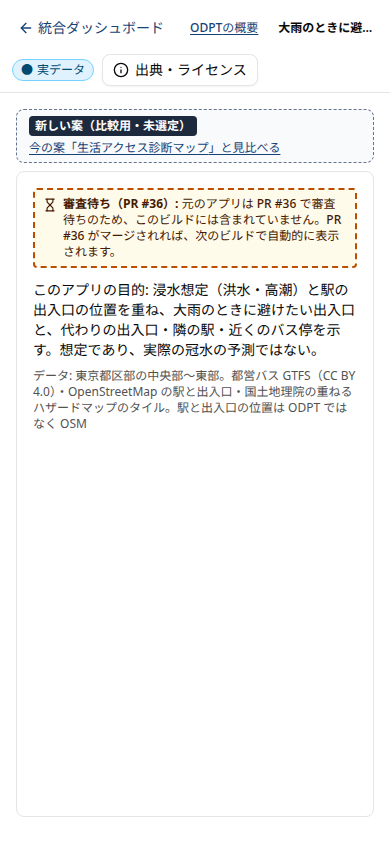 ← 統合ダッシュボード ODPTの概要 大雨のときに避…
実データ 出典・ライセンス
新しい案（比較用・未選定）
今の案「生活アクセス診断マップ」と見比べる
審査待ち（PR #36）: 元のアプリは PR #36 で審査
待ちのため、このビルドには含まれていません。PR
#36 がマージされれば、次のビルドで自動的に表示
されます。
このアプリの目的: 浸水想定（洪水・高潮）と駅の
出入口の位置を重ね、大雨のときに避けたい出入口
と、代わりの出入口・隣の駅・近くのバス停を示
す。想定であり、実際の冠水の予測ではない。
データ: 東京都区部の中央部〜東部。都営バス GTFS（CC BY
4.0）・OpenStreetMap の駅と出入口・国土地理院の重ねる
ハザードマップのタイル。駅と出入口の位置は ODPT では
なく OSM